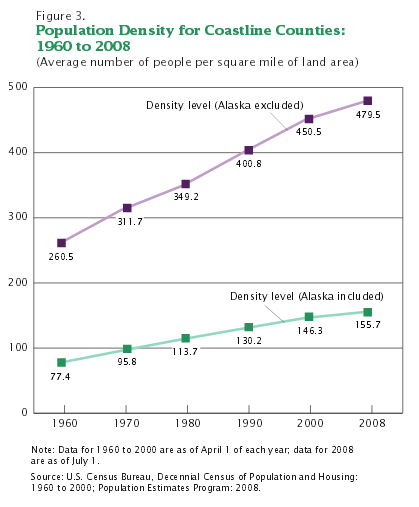 Figure 3.
Population Density for Coastline Counties:
1960 to 2008
(Average number of people per square mile of land area)
500
Density level (Alaska excluded)
479.5
450.5
400
400.8
349.2
300
311.7
260.5
200
Density level (Alaska included)
155.7
146.3
130.2
113.7
100
95.8
77.4
0
1960 1970 1980 1990 2000 2008
Note: Data for 1960 to 2000 are as of April 1 of each year; data for 2008
are as of July 1.
Source: U.S. Census Bureau, Decennial Census of Population and Housing:
1960 to 2000; Population Estimates Program: 2008.